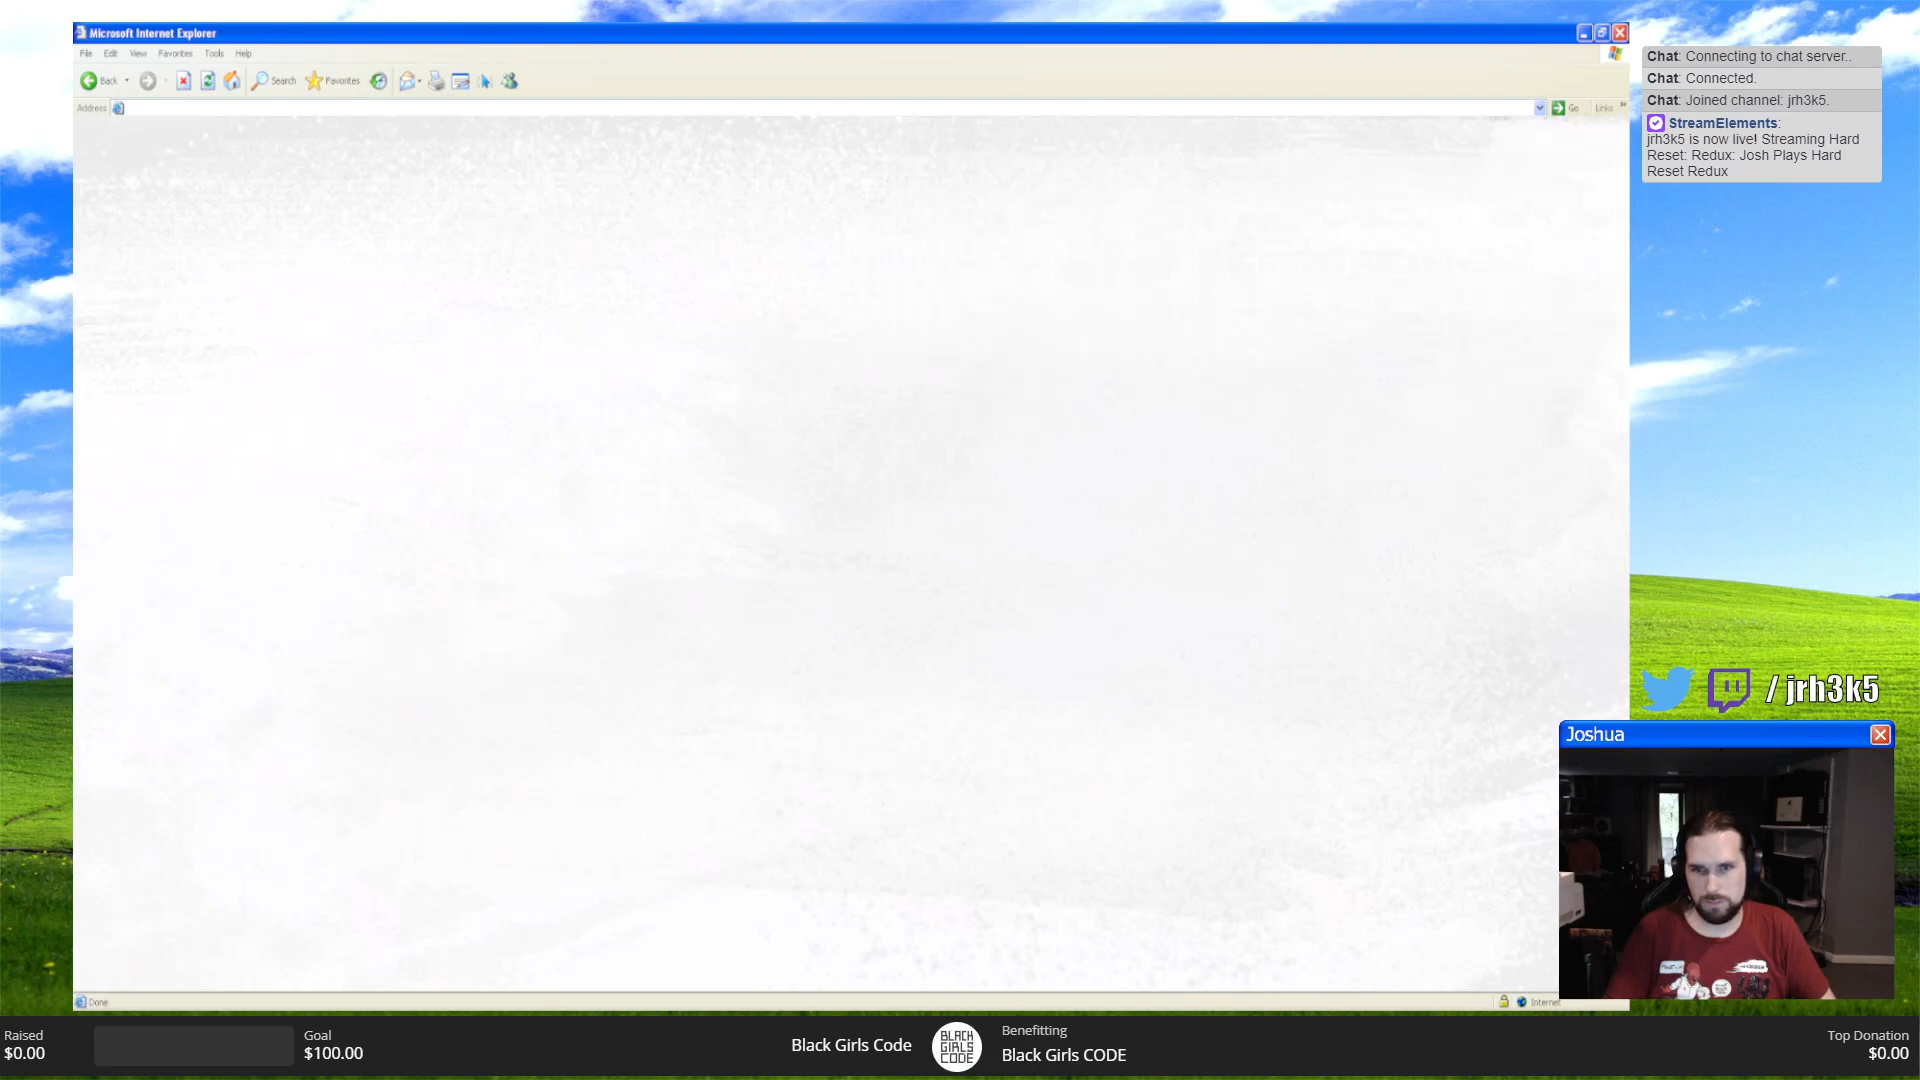 Microsoft Internet Explorer
File Edit View Favorites Tools Help
Back Search Favorites
Address Go Links
Chat: Connecting to chat server..
Chat: Connected.
Chat: Joined channel: jrh3k5.
StreamElements:
jrh3k5 is now live! Streaming Hard
Reset: Redux: Josh Plays Hard
Reset Redux
/ jrh3k5
Joshua
Done
Internet
Raised
$0.00
Goal
$100.00
Black Girls Code
BLACK
GIRLS
CODE
Benefitting
Black Girls CODE
Top Donation
$0.00